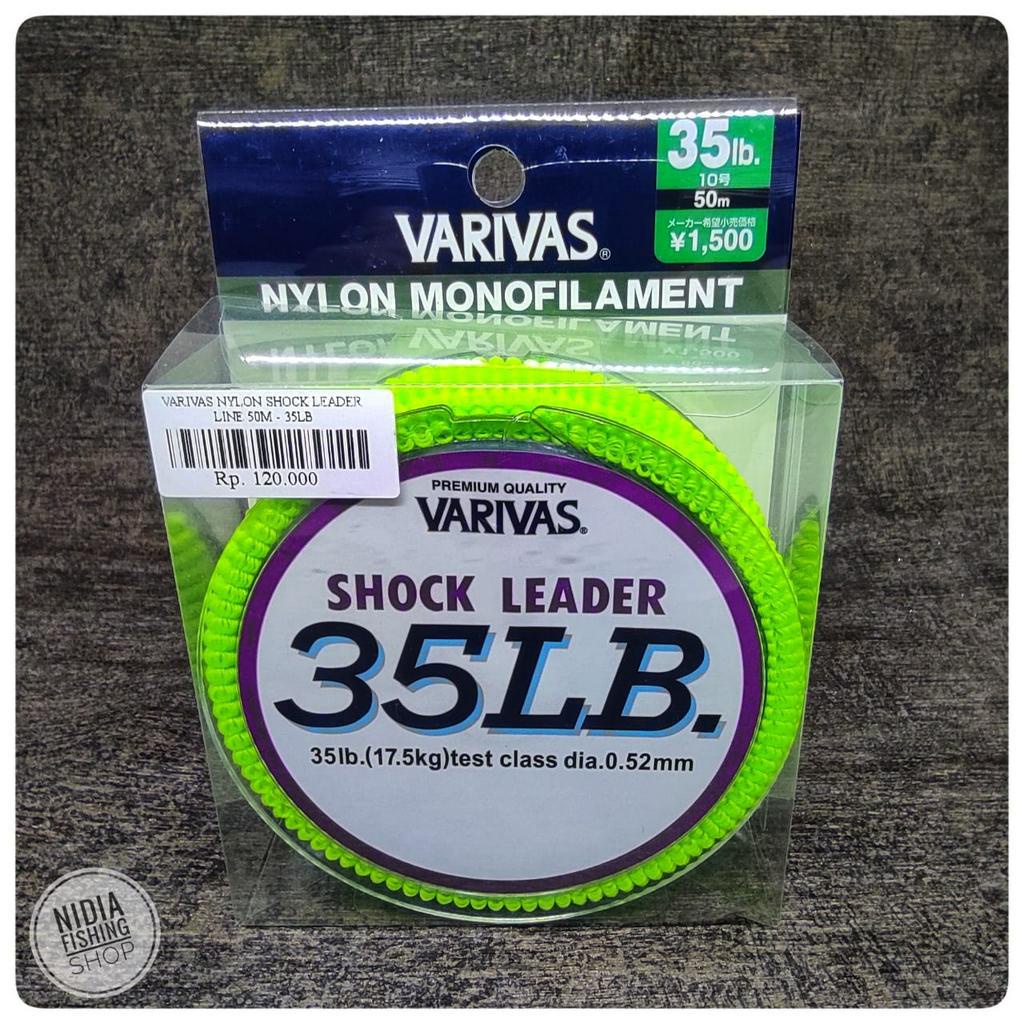 35lb.
10号
50m
メーカー希望小売価格
¥1,500
VARIVAS®
NYLON MONOFILAMENT
VARIVAS NYLON SHOCK LEADER
LINE 50M - 35LB
Rp. 120.000
PREMIUM QUALITY
VARIVAS®
SHOCK LEADER
35LB.
35lb.(17.5kg)test class dia.0.52mm
NIDIA
FISHING
SHOP